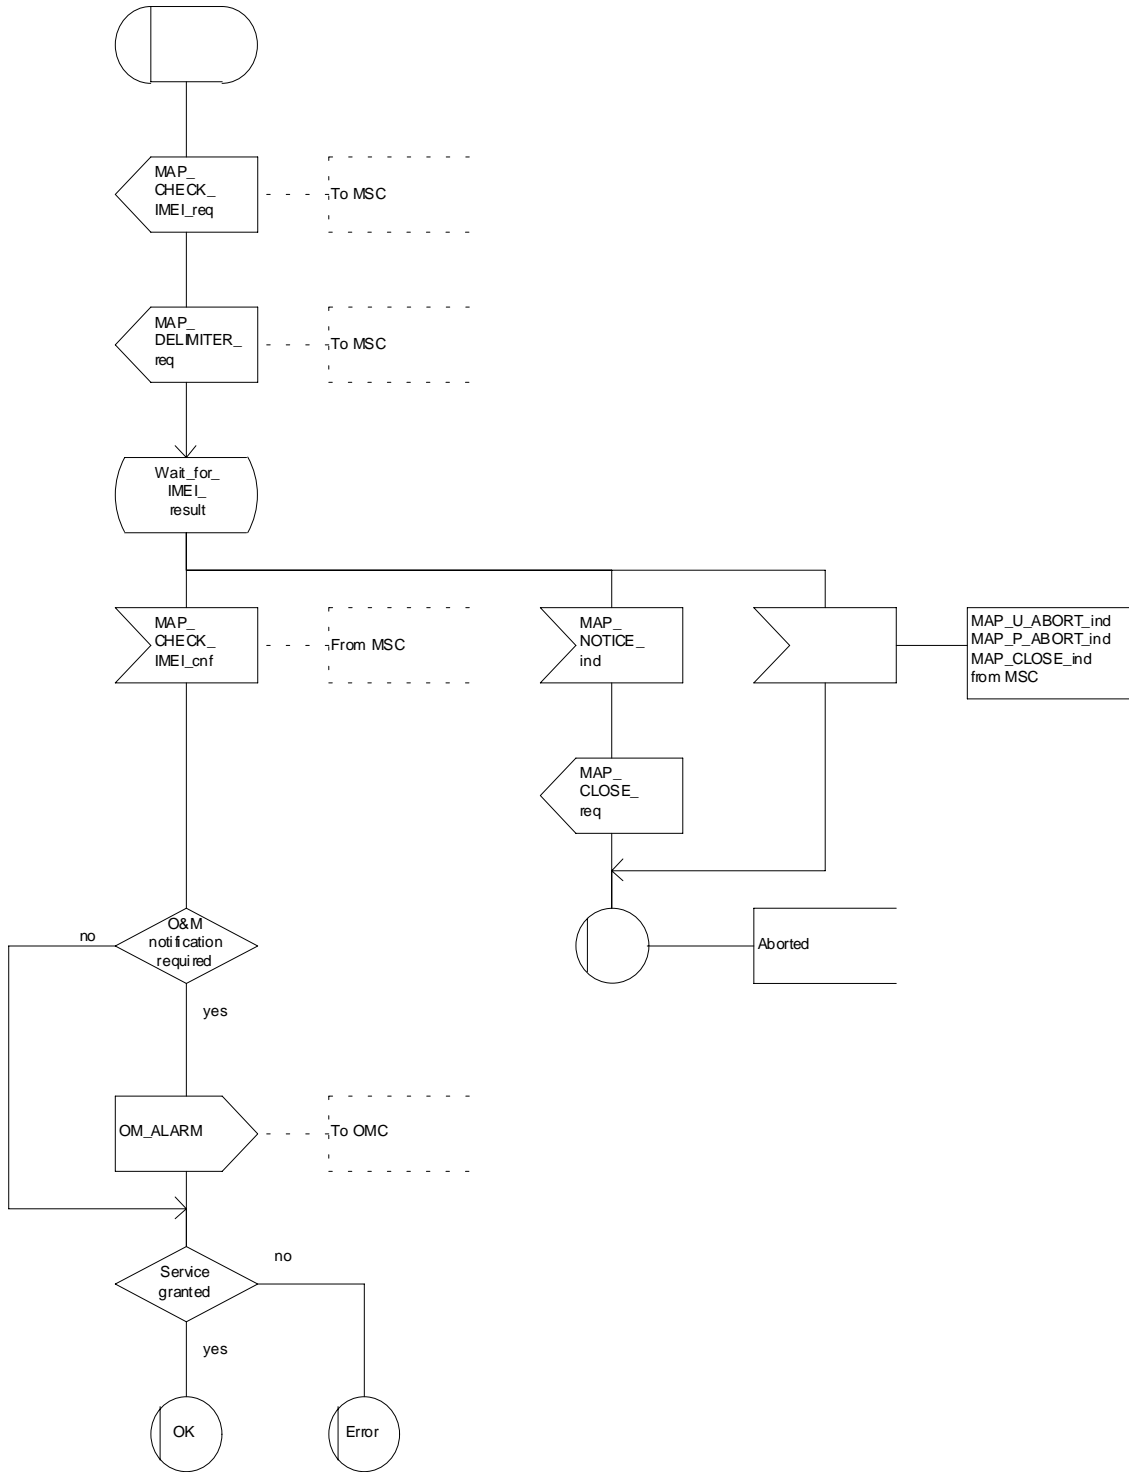 MAP_
CHECK_
IMEI_req
To MSC
MAP_
DELIMITER_
req
To MSC
Wait_for_
IMEI_
result
MAP_
CHECK_
IMEI_cnf
From MSC
MAP_
NOTICE_
ind
MAP_U_ABORT_ind
MAP_P_ABORT_ind
MAP_CLOSE_ind
from MSC
MAP_
CLOSE_
req
O&M
notification
required
no
yes
Aborted
OM_ALARM
To OMC
Service
granted
no
yes
OK
Error